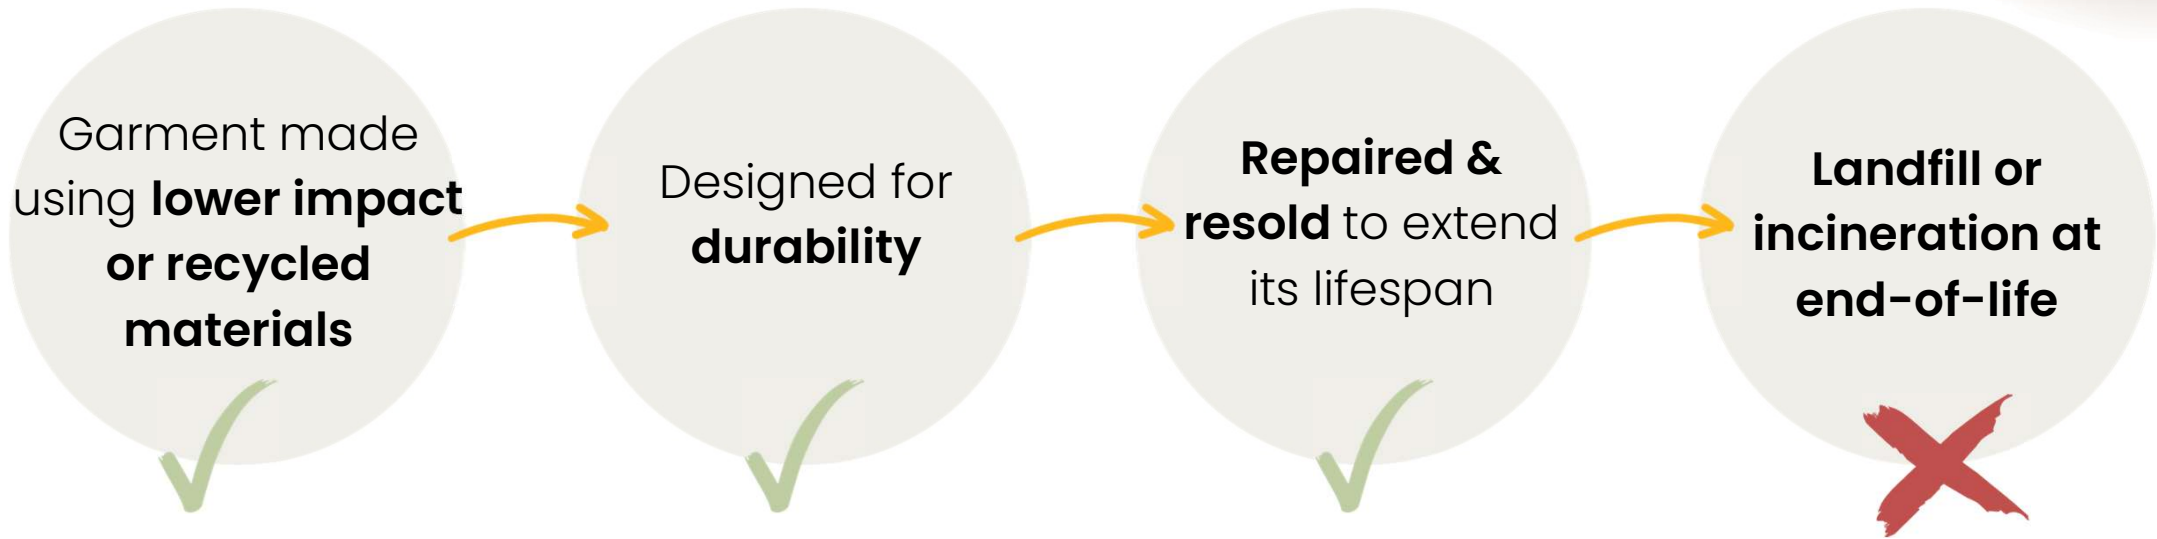 Garment made
using lower impact
or recycled
materials
Designed for
durability
Repaired &
resold to extend
its lifespan
Landfill or
incineration at
end-of-life